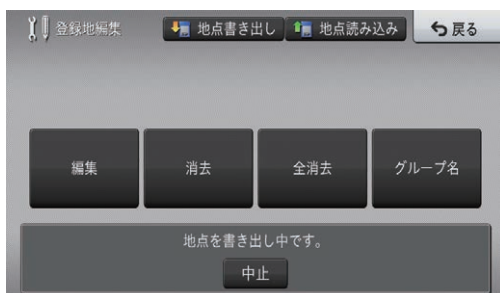 登録地編集 地点書き出し 地点読み込み 戻る
編集 消去 全消去 グループ名
地点を書き出し中です。
中止